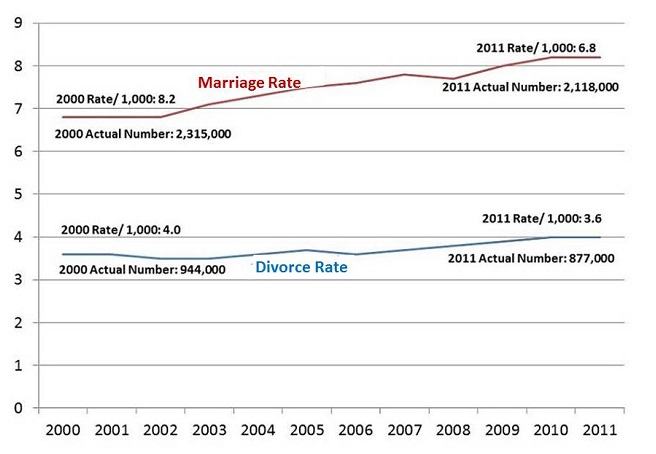 9
2011 Rate/ 1,000: 6.8
8
Marriage Rate
2011 Actual Number: 2,118,000
2000 Rate/ 1,000: 8.2
7
2000 Actual Number: 2,315,000
6
5
2000 Rate/ 1,000: 4.0
2011 Rate/ 1,000: 3.6
4
2000 Actual Number: 944,000
Divorce Rate
2011 Actual Number: 877,000
3
2
1
0
2000 2001 2002 2003 2004 2005 2006 2007 2008 2009 2010 2011